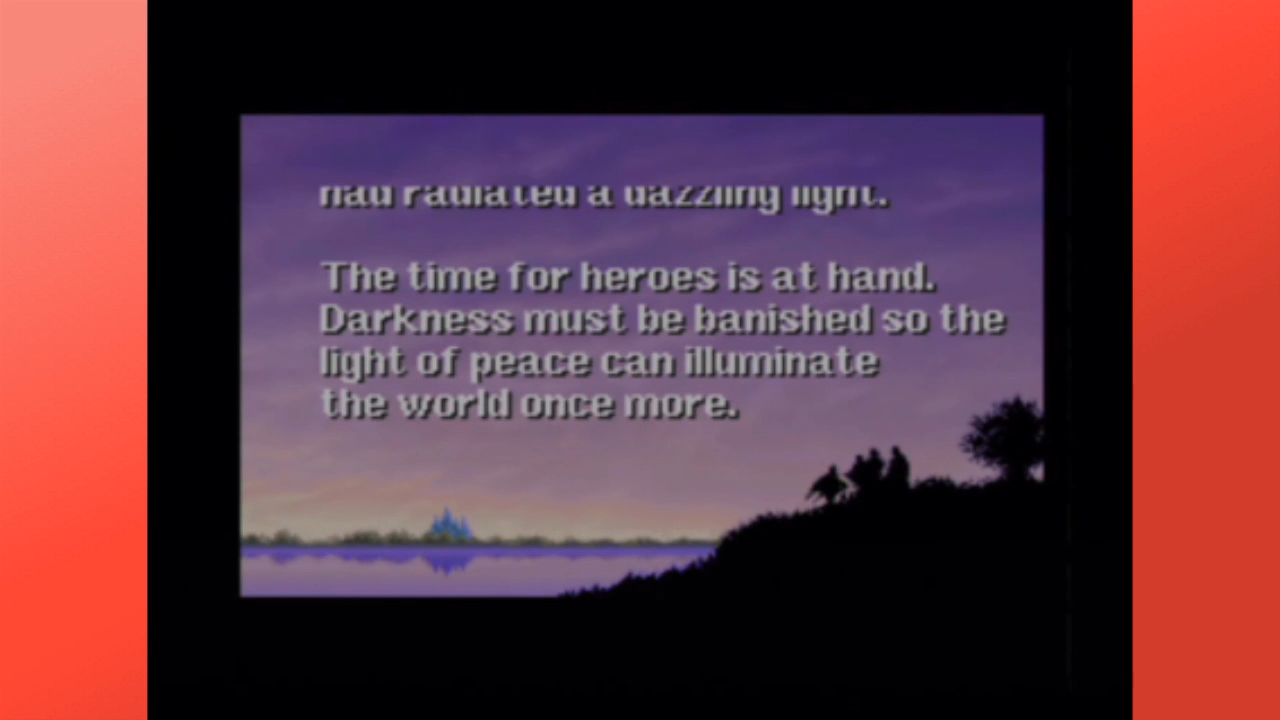 had radiated a dazzling light.
The time for heroes is at hand.
Darkness must be banished so the
light of peace can illuminate
the world once more.